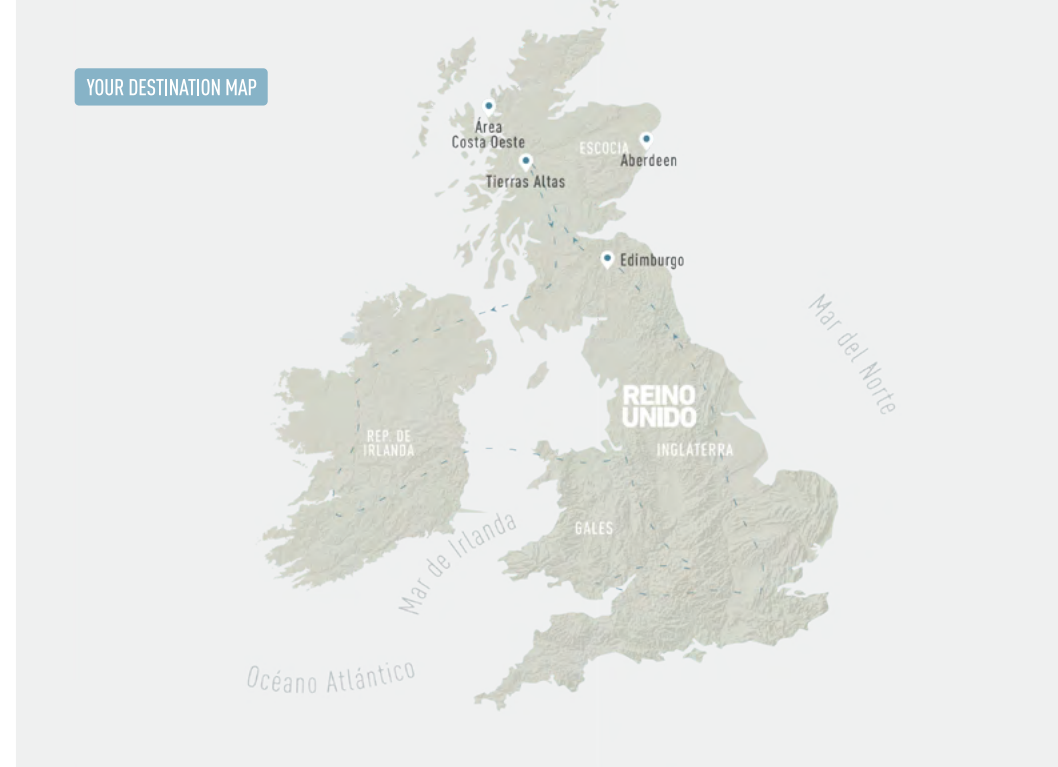 YOUR DESTINATION MAP
Área
Costa Oeste
ESCOCIA
Aberdeen
Tierras Altas
Edimburgo
Mar del Norte
REINO
UNIDO
REP. DE
IRLANDA
INGLATERRA
GALES
Mar de Irlanda
Océano Atlántico